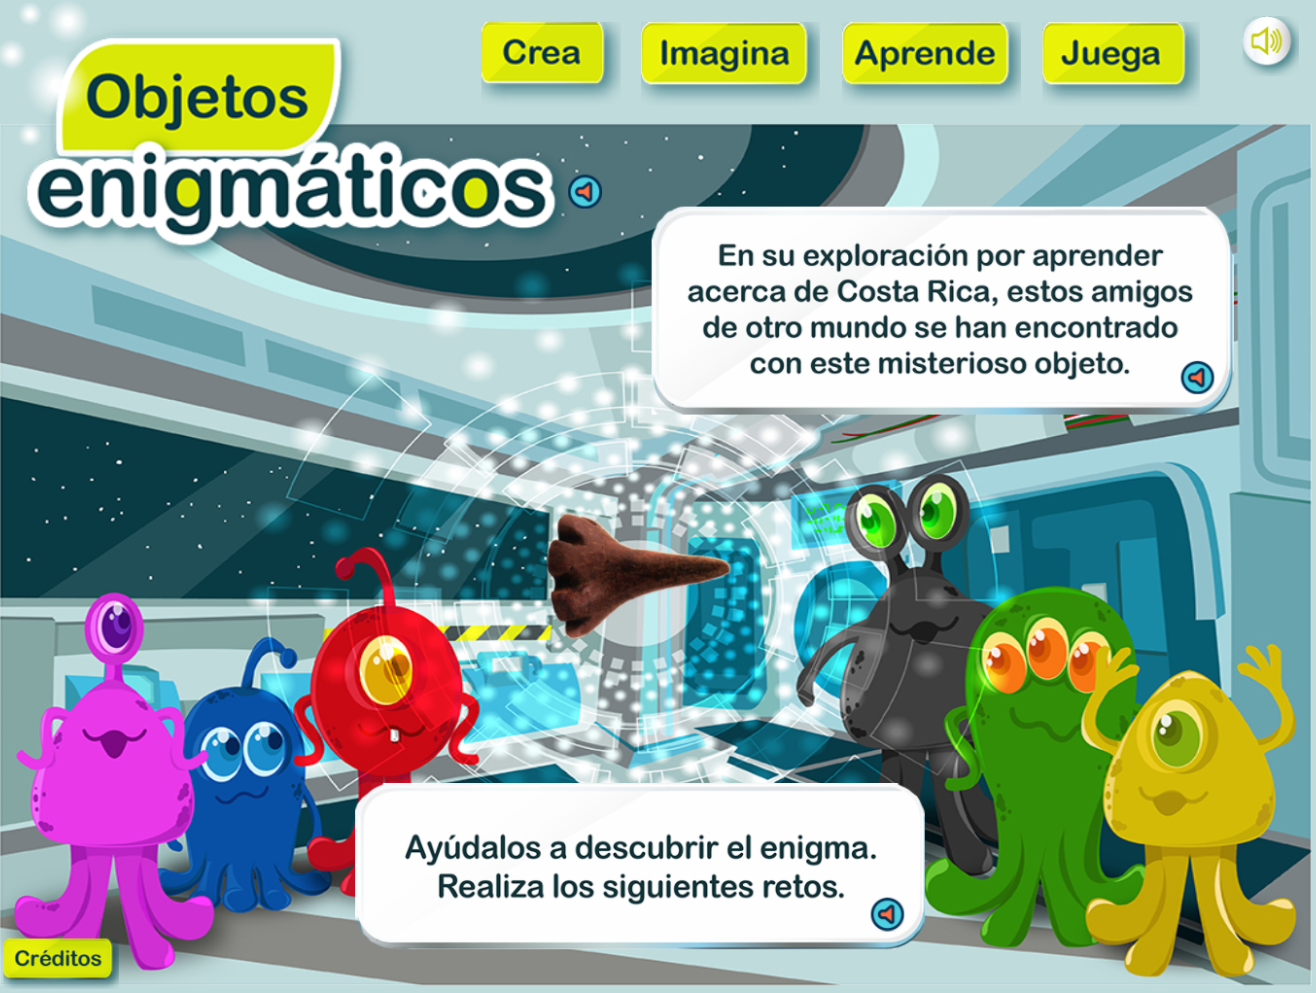 Crea
Imagina
Aprende
Juega
Objetos
enigmáticos
En su exploración por aprender
acerca de Costa Rica, estos amigos
de otro mundo se han encontrado
con este misterioso objeto.
Ayúdalos a descubrir el enigma.
Realiza los siguientes retos.
Créditos